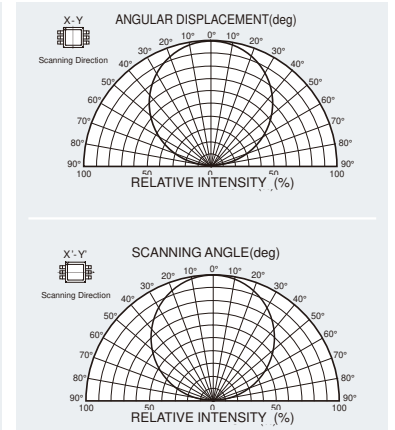 X-Y
ANGULAR DISPLACEMENT(deg)
Scanning Direction
0°
10° 10°
20° 20°
30° 30°
40° 40°
50° 50°
60° 60°
70° 70°
80° 80°
90° 90°
100 50 0 50 100
RELATIVE INTENSITY (%)
X'-Y'
SCANNING ANGLE(deg)
Scanning Direction
0°
10° 10°
20° 20°
30° 30°
40° 40°
50° 50°
60° 60°
70° 70°
80° 80°
90° 90°
100 50 0 50 100
RELATIVE INTENSITY (%)